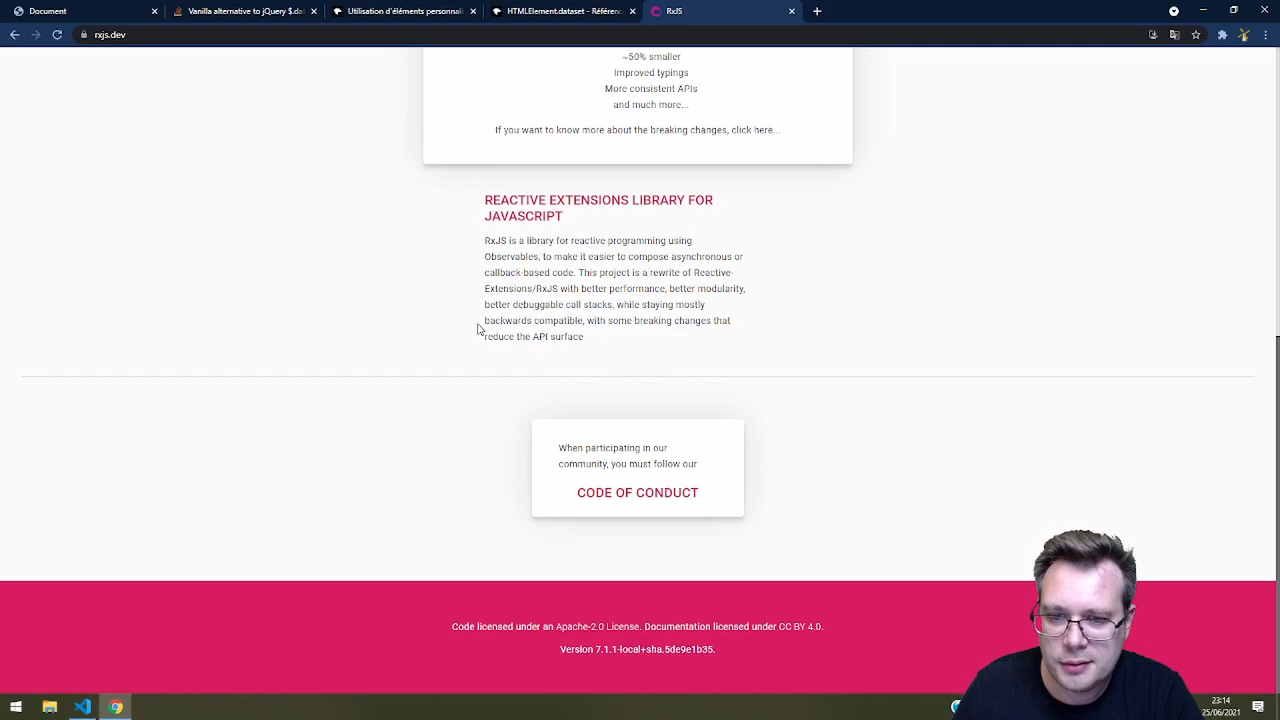 Document
Vanilla alternative to jQuery $.dat
Utilisation d'éléments personnal
HTMLElement.dataset - Référenc
RxJS
rxjs.dev
~50% smaller
Improved typings
More consistent APIs
and much more...
If you want to know more about the breaking changes, click here...
REACTIVE EXTENSIONS LIBRARY FOR
JAVASCRIPT
RxJS is a library for reactive programming using
Observables, to make it easier to compose asynchronous or
callback-based code. This project is a rewrite of Reactive-
Extensions/RxJS with better performance, better modularity,
better debuggable call stacks, while staying mostly
backwards compatible, with some breaking changes that
reduce the API surface
When participating in our
community, you must follow our
CODE OF CONDUCT
Code licensed under an Apache-2.0 License. Documentation licensed under CC BY 4.0.
Version 7.1.1-local+sha.5de9e1b35.
23:14
25/06/2021